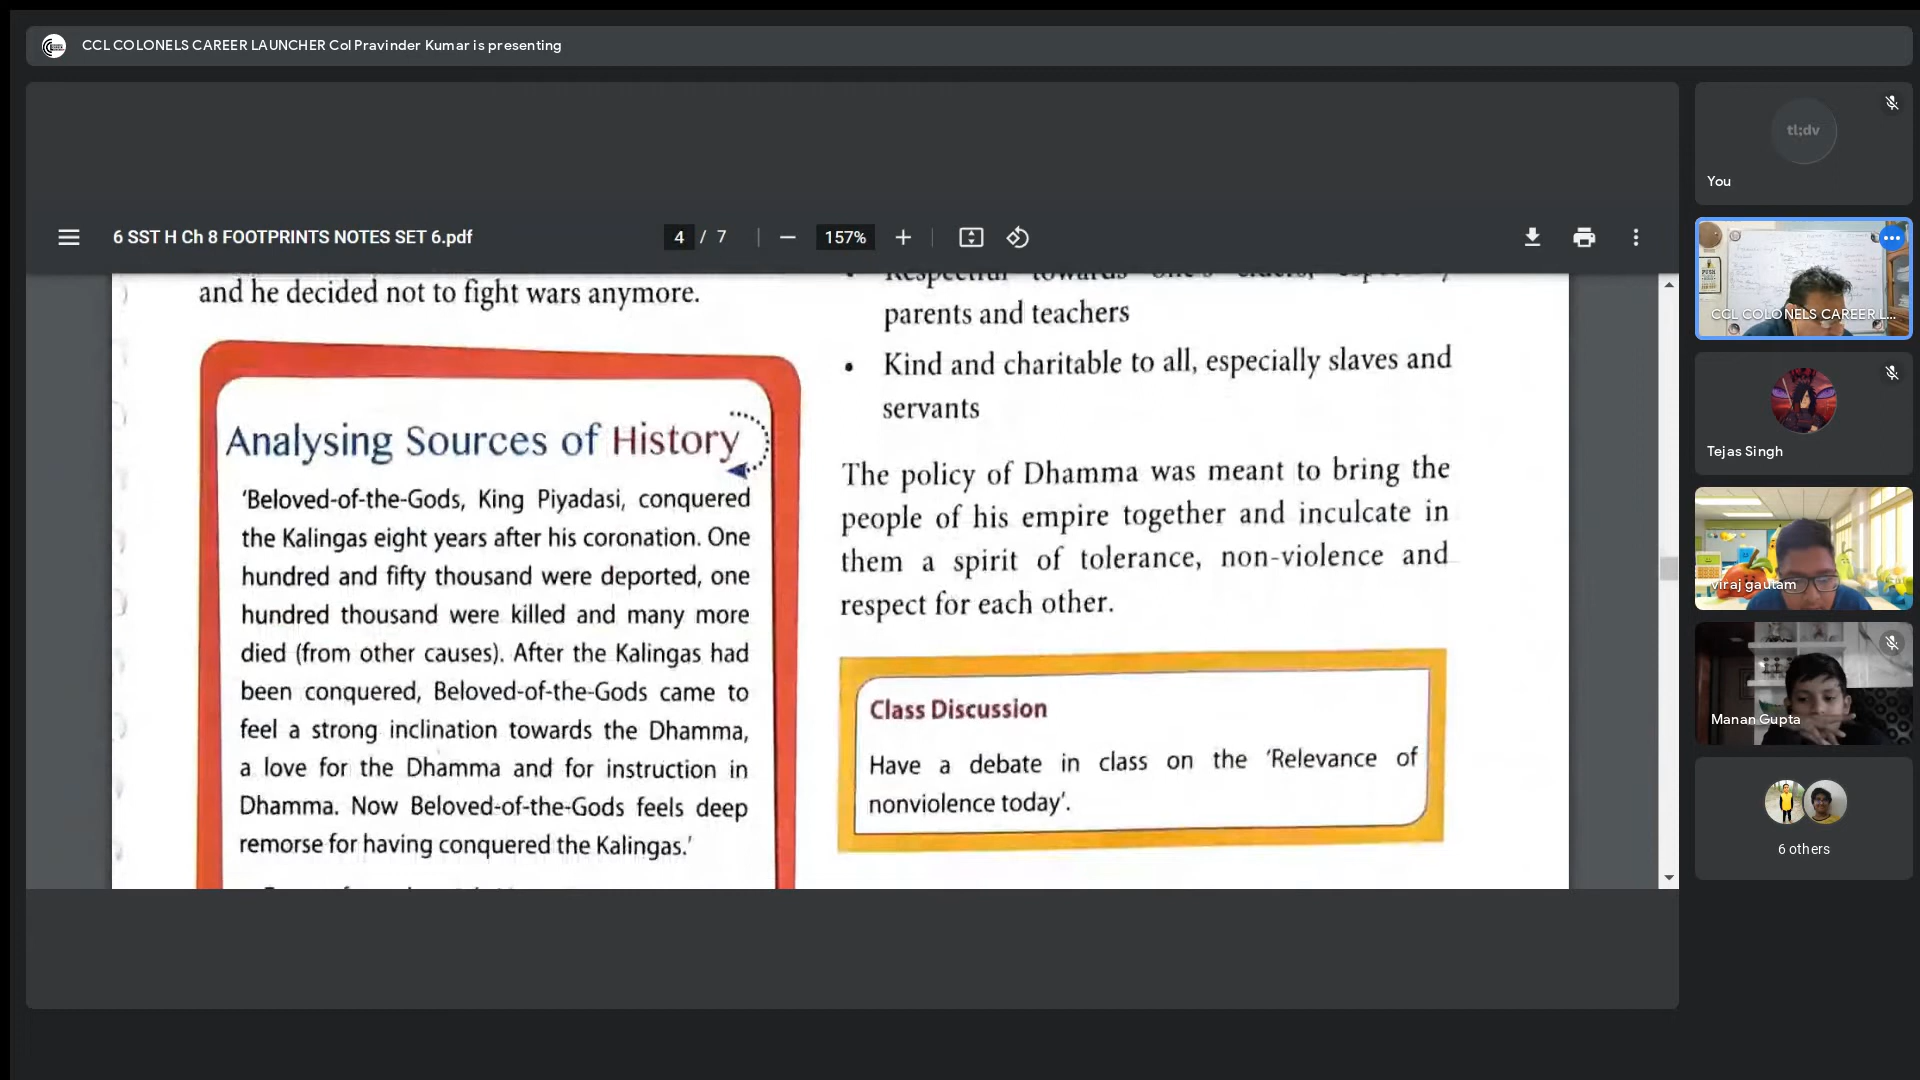 CCL COLONELS CAREER LAUNCHER Col Pravinder Kumar is presenting
6 SST H Ch 8 FOOTPRINTS NOTES SET 6.pdf
4 / 7
157%
and he decided not to fight wars anymore.
Analysing Sources of History
'Beloved-of-the-Gods, King Piyadasi, conquered
the Kalingas eight years after his coronation. One
hundred and fifty thousand were deported, one
hundred thousand were killed and many more
died (from other causes). After the Kalingas had
been conquered, Beloved-of-the-Gods came to
feel a strong inclination towards the Dhamma,
a love for the Dhamma and for instruction in
Dhamma. Now Beloved-of-the-Gods feels deep
remorse for having conquered the Kalingas.'
• Respectful towards one's elders, especially
parents and teachers
• Kind and charitable to all, especially slaves and
servants
The policy of Dhamma was meant to bring the
people of his empire together and inculcate in
them a spirit of tolerance, non-violence and
respect for each other.
Class Discussion
Have a debate in class on the 'Relevance of
nonviolence today'.
tl;dv
You
PUSH
CCL COLONELS CAREER L...
Tejas Singh
viraj gautam
Manan Gupta
6 others